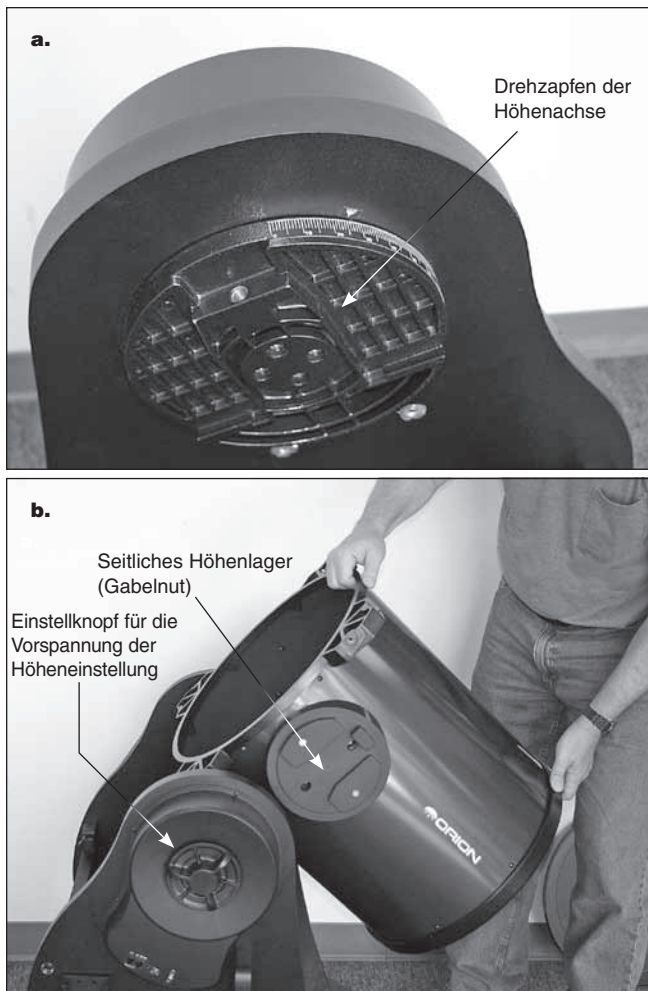 a.
Drehzapfen der
Höhenachse
b.
Seitliches Höhenlager
(Gabelnut)
Einstellknopf für die
Vorspannung der
Höheneinstellung
ORION